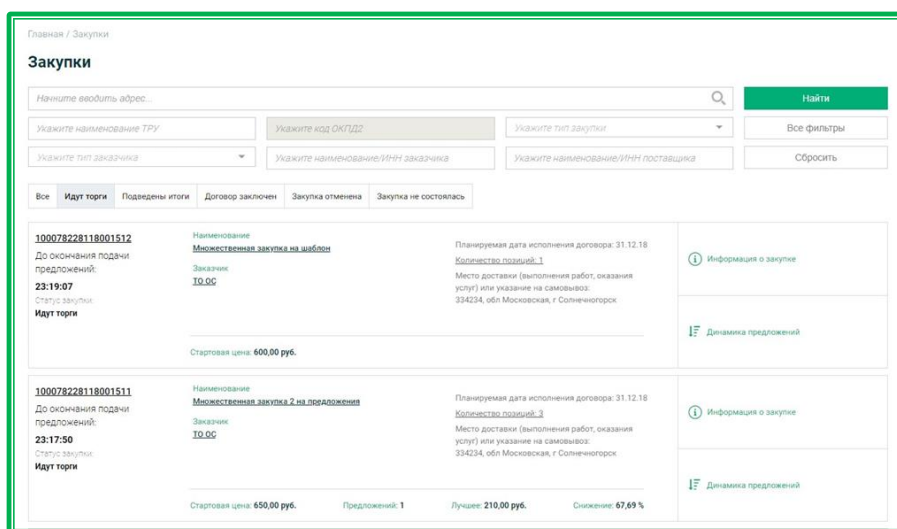 Главная / Закупки
Закупки
Начните вводить адрес...
Найти
Укажите наименование ТРУ
Укажите код ОКПД2
Укажите тип закупки
Все фильтры
Укажите тип заказчика
Укажите наименование/ИНН заказчика
Укажите наименование/ИНН поставщика
Сбросить
Все Идут торги Подведены итоги Договор заключен Закупка отменена Закупка не состоялась
100078228118001512
До окончания подачи
предложений:
23:19:07
Статус закупки:
Идут торги
Наименование
Множественная закупка на шаблон
Заказчик
ТО ОС
Планируемая дата исполнения договора: 31.12.18
Количество позиций: 1
Место доставки (выполнения работ, оказания
услуг) или указание на самовывоз:
334234, обл Московская, г Солнечногорск
Стартовая цена: 600,00 руб.
Информация о закупке
Динамика предложений
100078228118001511
До окончания подачи
предложений:
23:17:50
Статус закупки:
Идут торги
Наименование
Множественная закупка 2 на предложения
Заказчик
ТО ОС
Планируемая дата исполнения договора: 31.12.18
Количество позиций: 3
Место доставки (выполнения работ, оказания
услуг) или указание на самовывоз:
334234, обл Московская, г Солнечногорск
Стартовая цена: 650,00 руб. Предложений: 1 Лучшее: 210,00 руб. Снижение: 67,69 %
Информация о закупке
Динамика предложений